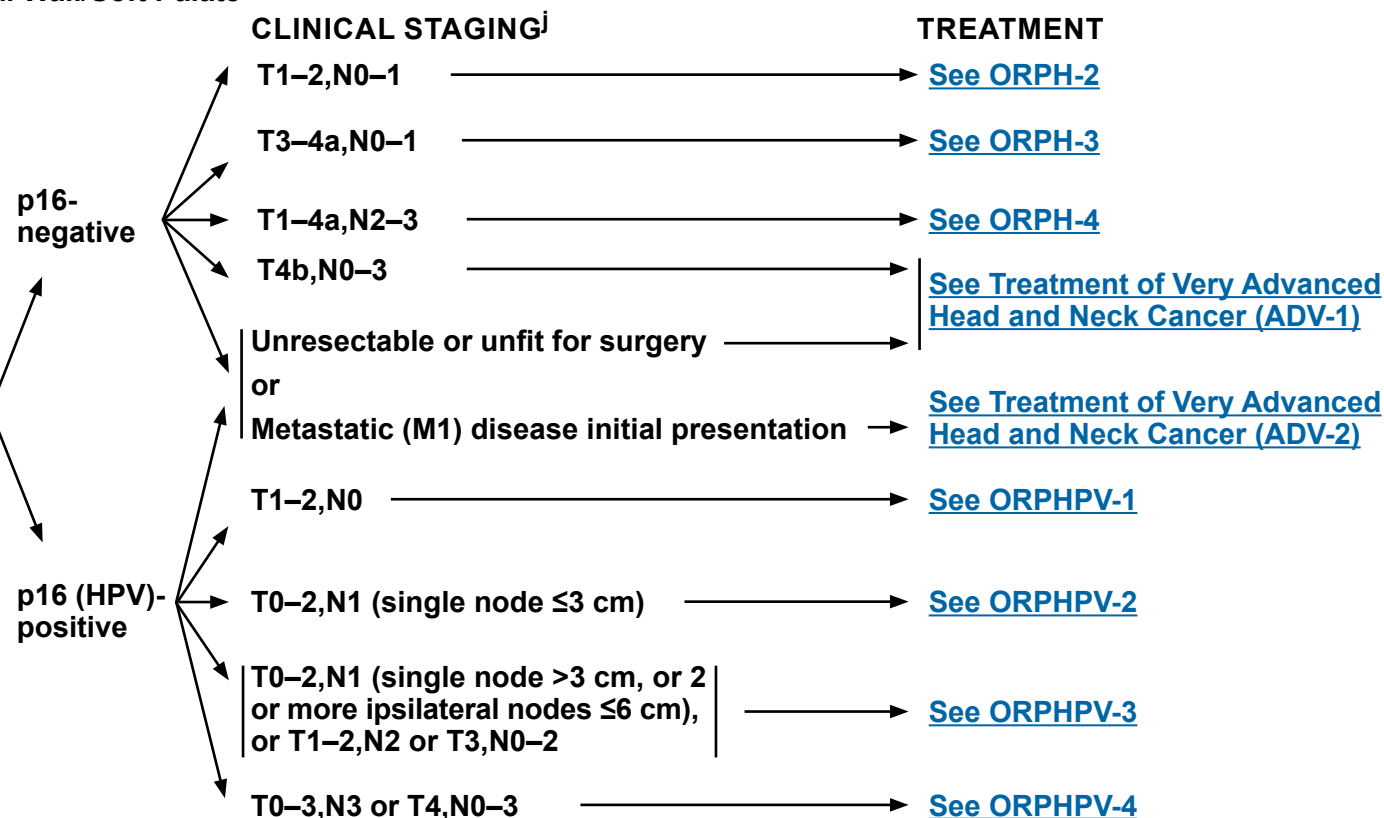 Wall/Soft Palate
CLINICAL STAGINGj
TREATMENT
T1–2,N0–1
See ORPH-2
T3–4a,N0–1
See ORPH-3
p16-
negative
T1–4a,N2–3
See ORPH-4
T4b,N0–3
See Treatment of Very Advanced
Head and Neck Cancer (ADV-1)
Unresectable or unfit for surgery
or
Metastatic (M1) disease initial presentation
See Treatment of Very Advanced
Head and Neck Cancer (ADV-2)
T1–2,N0
See ORPHPV-1
p16 (HPV)-
positive
T0–2,N1 (single node ≤3 cm)
See ORPHPV-2
T0–2,N1 (single node >3 cm, or 2
or more ipsilateral nodes ≤6 cm),
or T1–2,N2 or T3,N0–2
See ORPHPV-3
T0–3,N3 or T4,N0–3
See ORPHPV-4